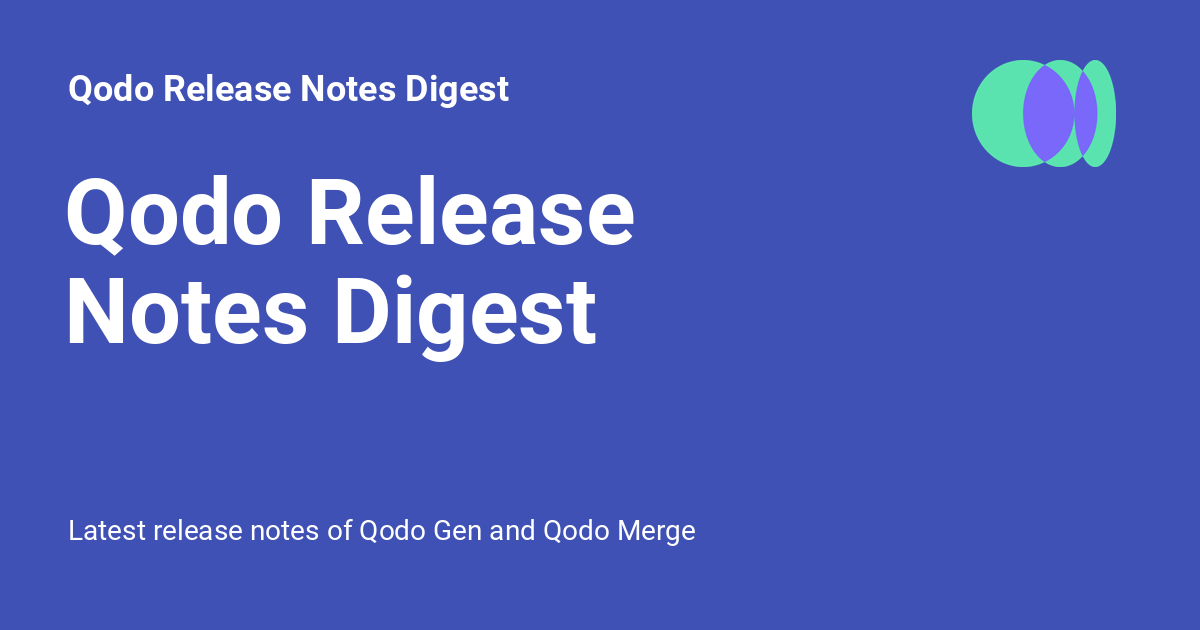 Qodo Release Notes Digest
Qodo Release
Notes Digest
Latest release notes of Qodo Gen and Qodo Merge